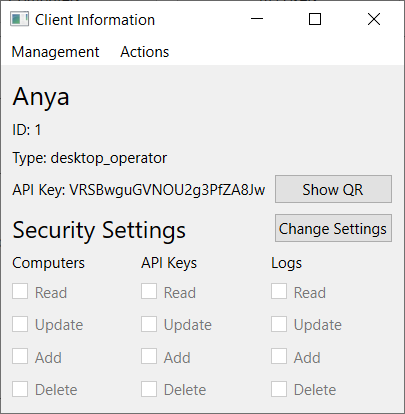 Client Information
Management Actions
Anya
ID: 1
Type: desktop_operator
API Key: VRSBwguGVNOU2g3PfZA8Jw Show QR
Security Settings Change Settings
Computers API Keys Logs
Read Read Read
Update Update Update
Add Add Add
Delete Delete Delete